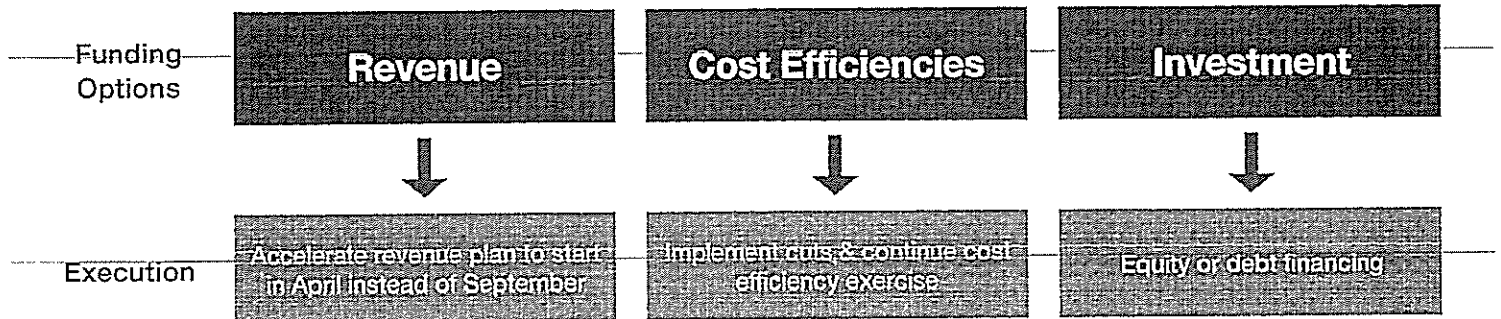 Funding
Options
Revenue
Cost Efficiencies
Investment
Execution
Accelerate revenue plan to start
in April instead of September
Implement cuts & continue cost
efficiency exercise
Equity or debt financing